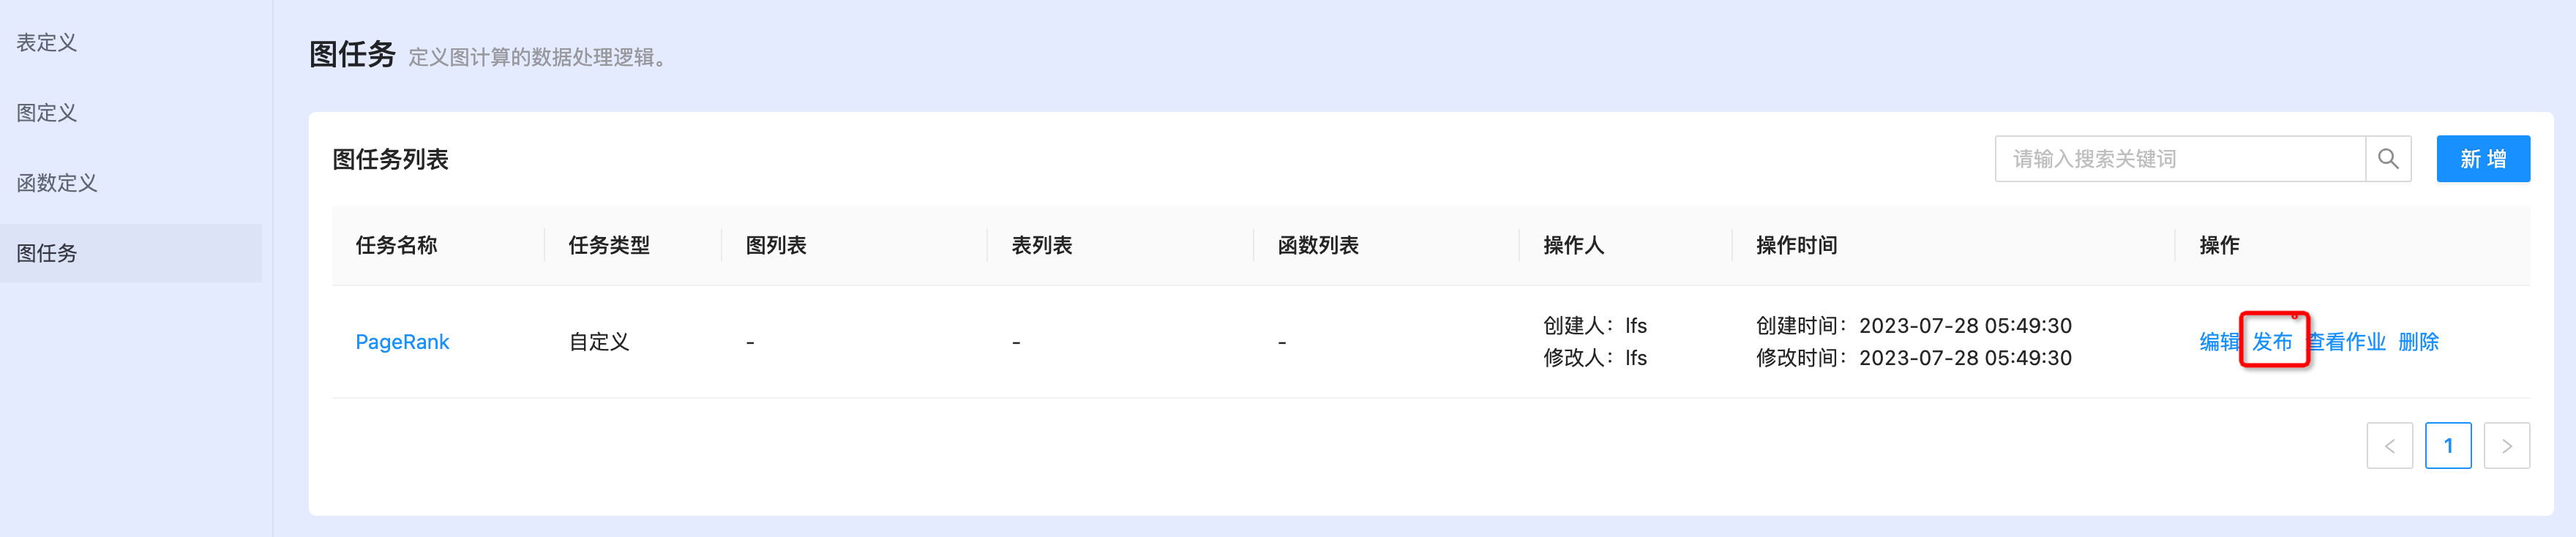 表定义
图定义
函数定义
图任务
图任务 定义图计算的数据处理逻辑。
图任务列表
请输入搜索关键词
新 增
任务名称 任务类型 图列表 表列表 函数列表 操作人 操作时间 操作
PageRank 自定义 - - -
创建人：lfs
修改人：lfs
创建时间：2023-07-28 05:49:30
修改时间：2023-07-28 05:49:30
编辑 发布 查看作业 删除
< 1 >